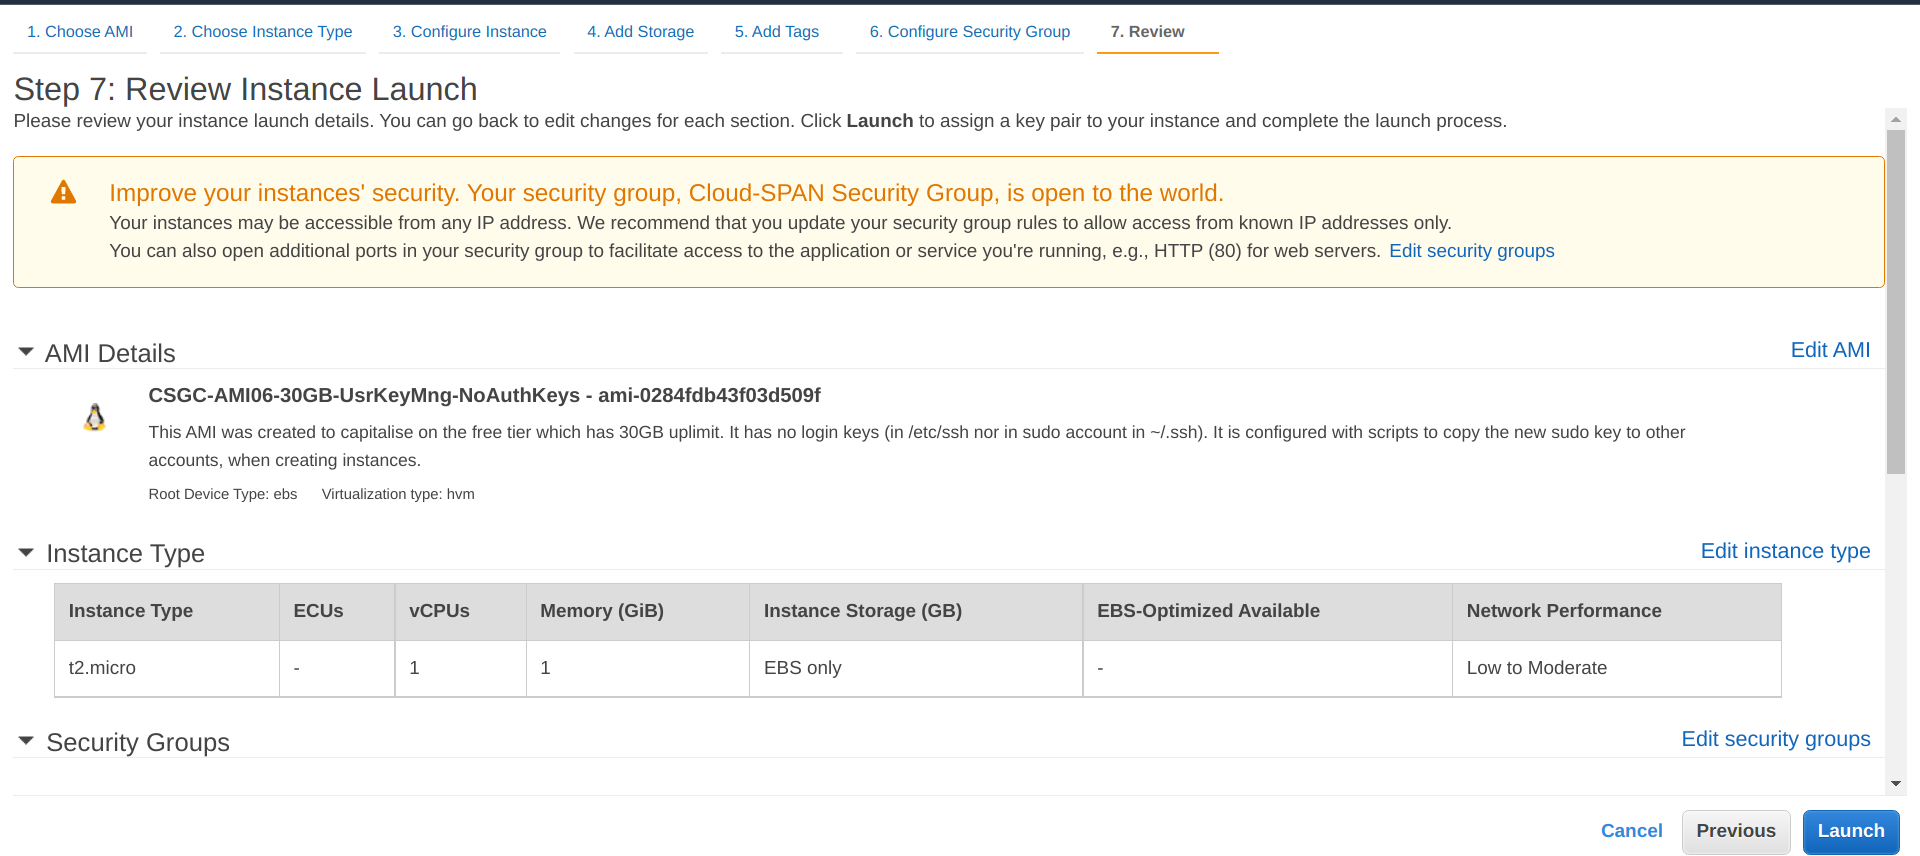 1. Choose AMI 2. Choose Instance Type 3. Configure Instance 4. Add Storage 5. Add Tags 6. Configure Security Group 7. Review
Step 7: Review Instance Launch
Please review your instance launch details. You can go back to edit changes for each section. Click Launch to assign a key pair to your instance and complete the launch process.
Improve your instances' security. Your security group, Cloud-SPAN Security Group, is open to the world.
Your instances may be accessible from any IP address. We recommend that you update your security group rules to allow access from known IP addresses only.
You can also open additional ports in your security group to facilitate access to the application or service you're running, e.g., HTTP (80) for web servers. Edit security groups
AMI Details Edit AMI
CSGC-AMI06-30GB-UsrKeyMng-NoAuthKeys - ami-0284fdb43f03d509f
This AMI was created to capitalise on the free tier which has 30GB uplimit. It has no login keys (in /etc/ssh nor in sudo account in ~/.ssh). It is configured with scripts to copy the new sudo key to other
accounts, when creating instances.
Root Device Type: ebs Virtualization type: hvm
Instance Type Edit instance type
Instance Type ECUs vCPUs Memory (GiB) Instance Storage (GB) EBS-Optimized Available Network Performance
t2.micro - 1 1 EBS only - Low to Moderate
Security Groups Edit security groups
Cancel Previous Launch